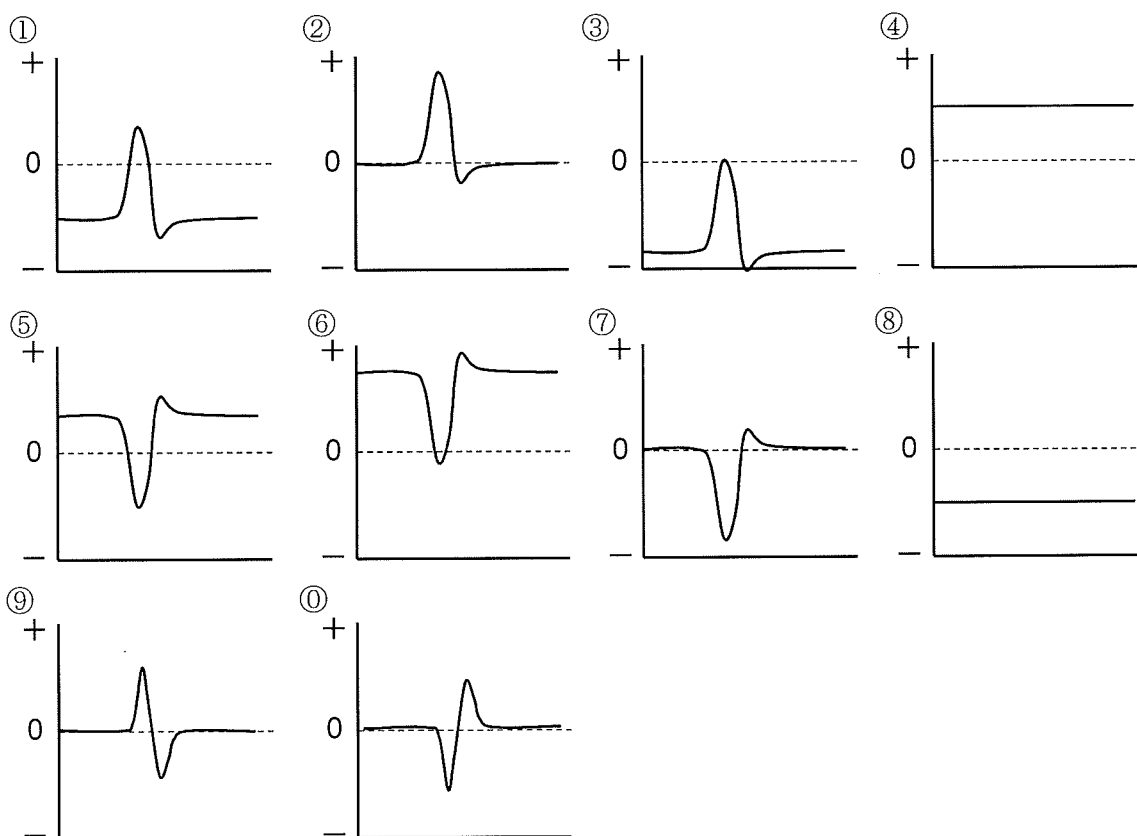 ① ② ③ ④
+ + + +
0 0 0 0
− − − −
⑤ ⑥ ⑦ ⑧
+ + + +
0 0 0 0
− − − −
⑨ ⓪
+ +
0 0
− −